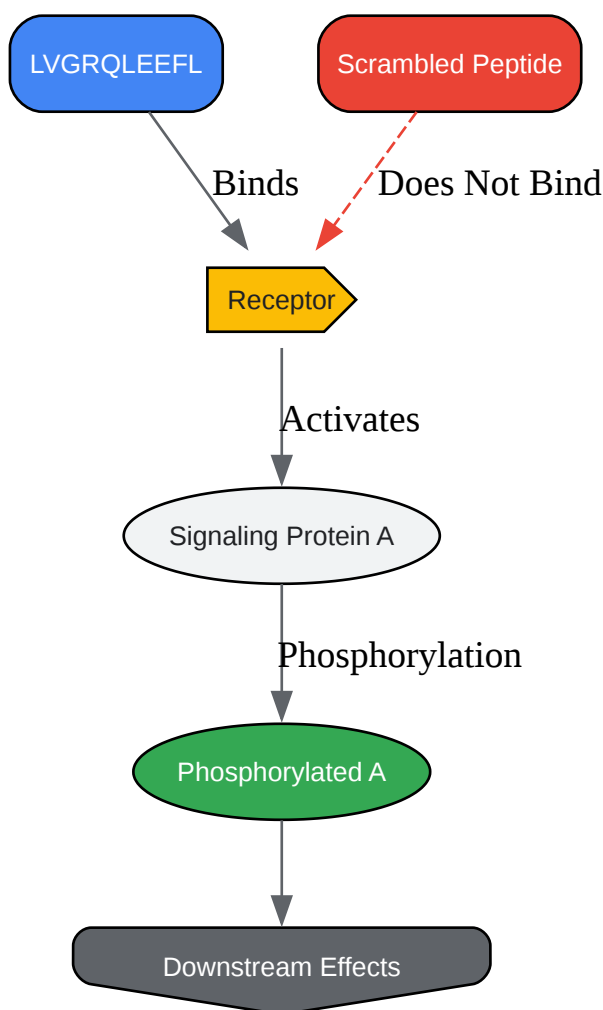 LVGRQLEEFL
Scrambled Peptide
Binds
Does Not Bind
Receptor
Activates
Signaling Protein A
Phosphorylation
Phosphorylated A
Downstream Effects